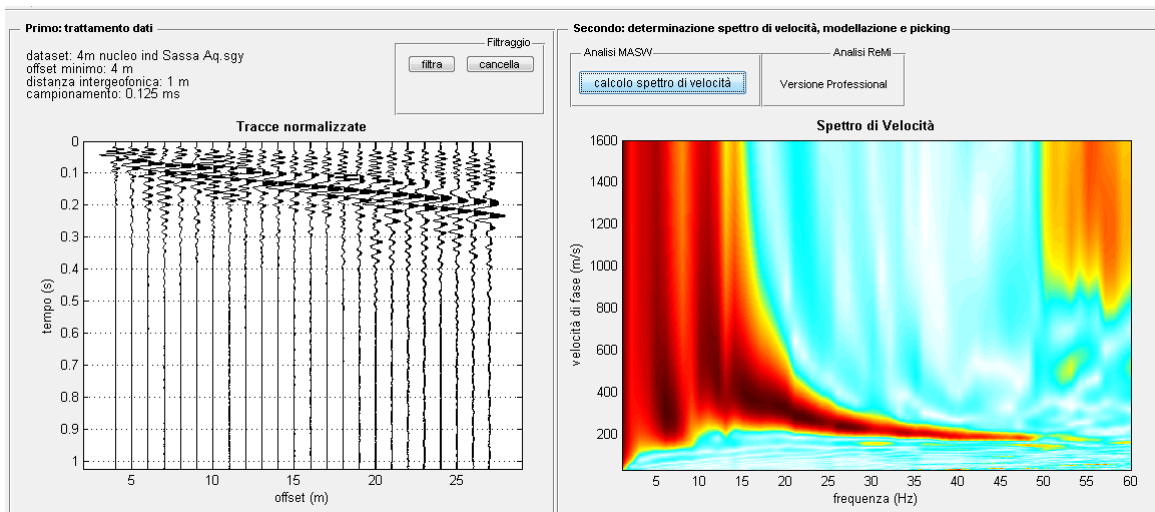 Primo: trattamento dati
dataset: 4m nucleo ind Sassa Aq.sgy
offset minimo: 4 m
distanza intergeofonica: 1 m
campionamento: 0.125 ms
Filtraggio
filtra cancella
Tracce normalizzate
0
0.1
0.2
0.3
0.4
0.5
0.6
0.7
0.8
0.9
1
tempo (s)
5 10 15 20 25
offset (m)
Secondo: determinazione spettro di velocità, modellazione e picking
Analisi MASW
calcolo spettro di velocità
Analisi ReMi
Versione Professional
Spettro di Velocità
1600
1400
1200
1000
800
600
400
200
velocità di fase (m/s)
5 10 15 20 25 30 35 40 45 50 55 60
frequenza (Hz)